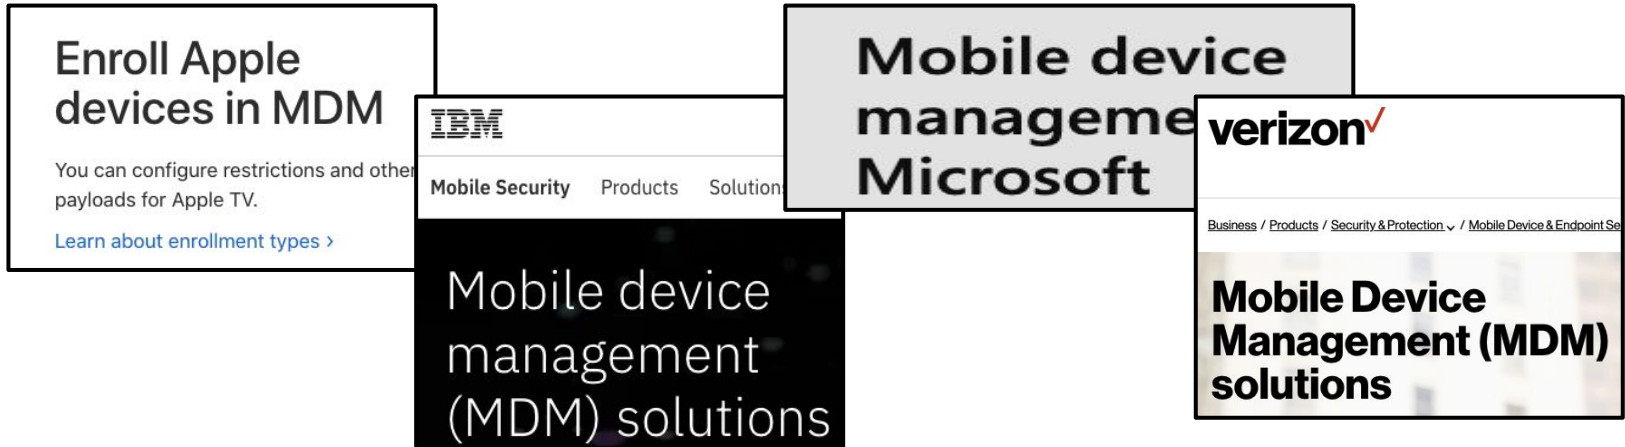 Enroll Apple
devices in MDM
You can configure restrictions and other
payloads for Apple TV.
Learn about enrollment types >
IBM
Mobile Security Products Solutions
Mobile device
management
(MDM) solutions
Mobile device
manageme
Microsoft
verizon✓
Business / Products / Security & Protection / Mobile Device & Endpoint Se
Mobile Device
Management (MDM)
solutions